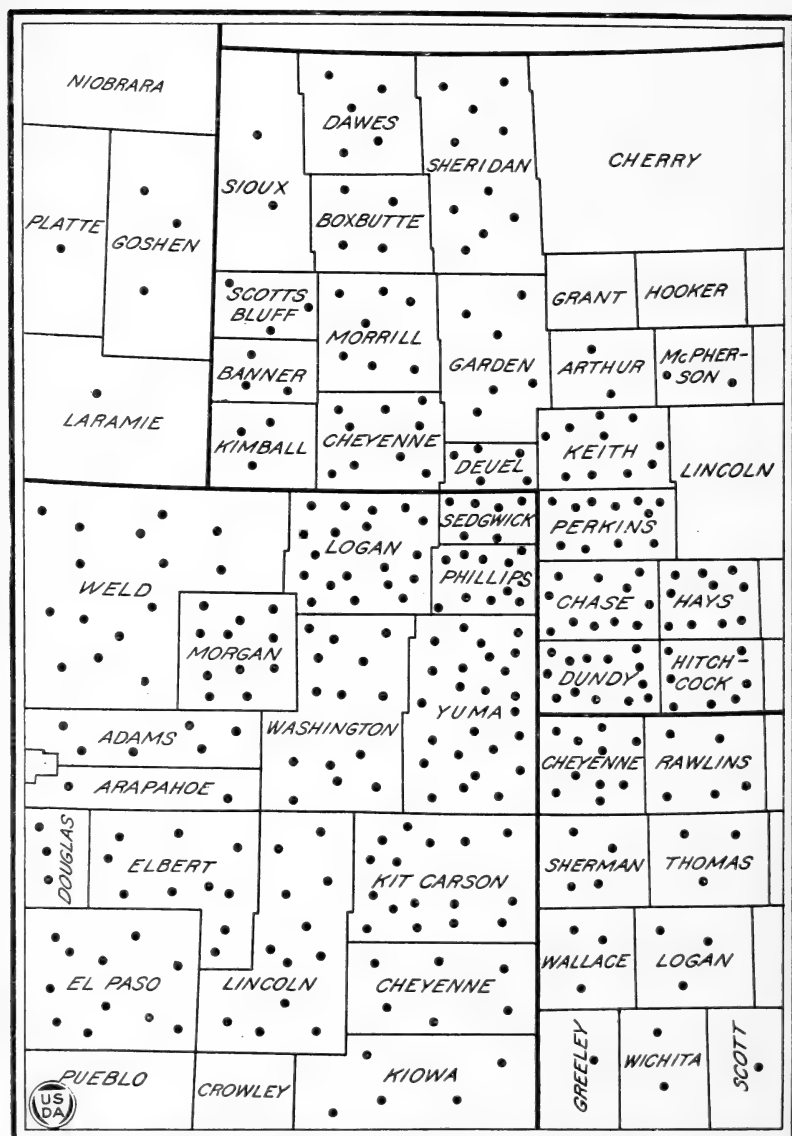 NIOBRARA
DAWES
CHERRY
SHERIDAN
SIOUX
PLATTE
BOXBUTTE
GOSHEN
SCOTTS
BLUFF
GRANT
HOOKER
MORRILL
MCPHER-
SON
BANNER
GARDEN
ARTHUR
LARAMIE
KIMBALL
CHEYENNE
KEITH
DEUEL
LINCOLN
SEDGWICK
PERKINS
LOGAN
WELD
PHILLIPS
CHASE
HAYS
MORGAN
DUNDY
HITCH-
COCK
YUMA
ADAMS
WASHINGTON
CHEYENNE
RAWLINS
ARAPAHOE
DOUGLAS
ELBERT
KIT CARSON
SHERMAN
THOMAS
EL PASO
LINCOLN
CHEYENNE
WALLACE
LOGAN
GREELEY
WICHITA
SCOTT
PUEBLO
CROWLEY
KIOWA
US
DA